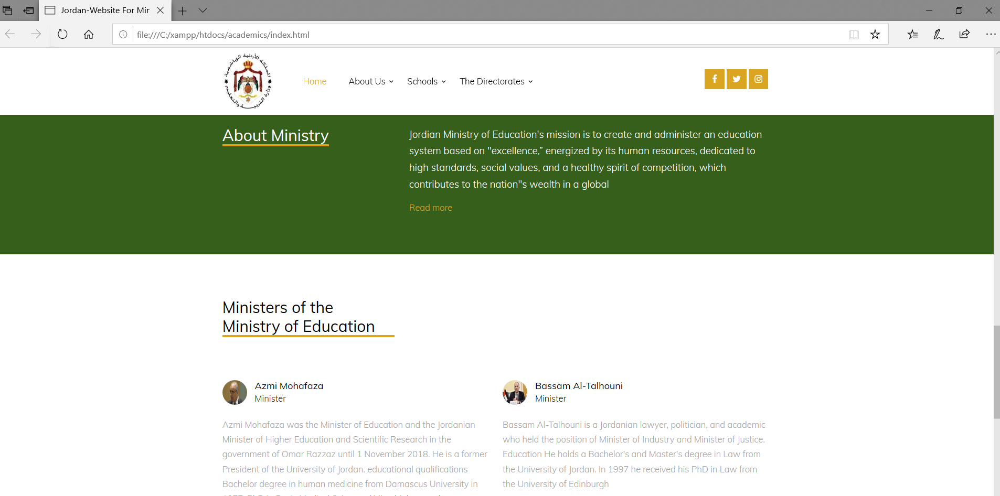 Jordan-Website For Mir
file:///C:/xampp/htdocs/academics/index.html
المملكة الأردنية الهاشمية
وزارة التربية والتعليم
Home
About Us
Schools
The Directorates
About Ministry
Jordian Ministry of Education's mission is to create and administer an education
system based on "excellence,” energized by its human resources, dedicated to
high standards, social values, and a healthy spirit of competition, which
contributes to the nation"s wealth in a global
Read more
Ministers of the
Ministry of Education
Azmi Mohafaza
Minister
Azmi Mohafaza was the Minister of Education and the Jordanian
Minister of Higher Education and Scientific Research in the
government of Omar Razzaz until 1 November 2018. He is a former
President of the University of Jordan. educational qualifications
Bachelor degree in human medicine from Damascus University in
Bassam Al-Talhouni
Minister
Bassam Al-Talhouni is a Jordanian lawyer, politician, and academic
who held the position of Minister of Industry and Minister of Justice.
Education He holds a Bachelor's and Master's degree in Law from
the University of Jordan. In 1997 he received his PhD in Law from
the University of Edinburgh